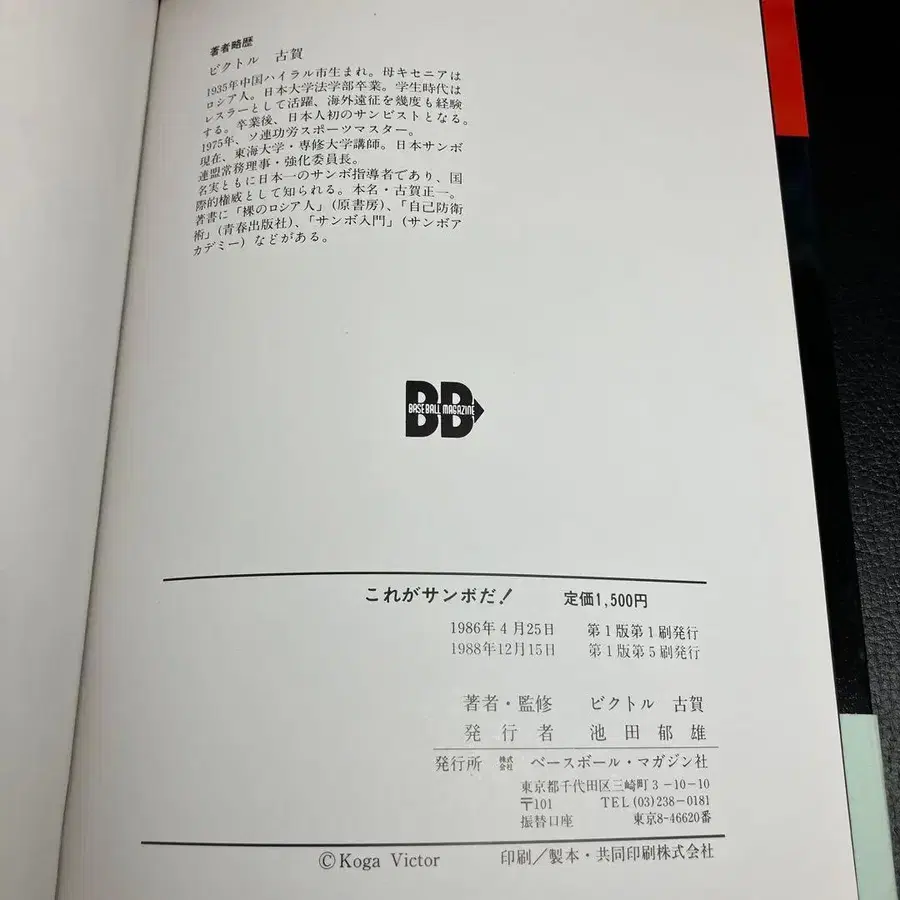 著者略歴
ビクトル 古賀
1935年中国ハイラル市生まれ。母キセニアは
ロシア人。日本大学法学部卒業。学生時代は
レスラーとして活躍、海外遠征を幾度も経験
する。卒業後、日本人初のサンビストとなる。
1975年、ソ連功労スポーツマスター。
現在、東海大学・専修大学講師。日本サンボ
連盟常務理事・強化委員長。
名実ともに日本一のサンボ指導者であり、国
際的権威として知られる。本名・古賀正一。
著書に「裸のロシア人」(原書房)、「自己防衛
術」(青春出版社)、「サンボ入門」(サンボア
カデミー)などがある。
BB
BASEBALL MAGAZINE
これがサンボだ! 定価1,500円
1986年4月25日 第1版第1刷発行
1988年12月15日 第1版第5刷発行
著者・監修 ビクトル 古賀
発行者 池田郁雄
発行所 株式会社 ベースボール・マガジン社
東京都千代田区三崎町3-10-10
〒101 TEL(03)238-0181
振替口座 東京8-46620番
©Koga Victor 印刷/製本・共同印刷株式会社